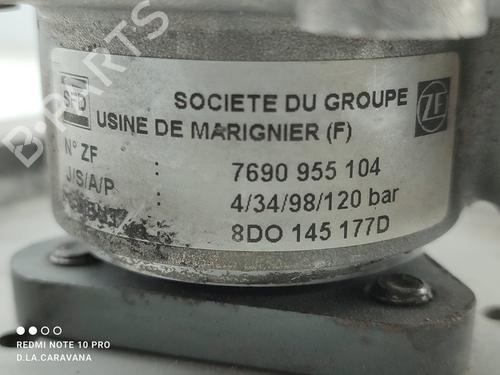 SFD
SOCIETE DU GROUPE
ZF
USINE DE MARIGNIER (F)
N° ZF : 7690 955 104
J/S/A/P : 4/34/98/120 bar
: 8DO 145 177D
B-PARTS
REDMI NOTE 10 PRO
D.LA.CARAVANA